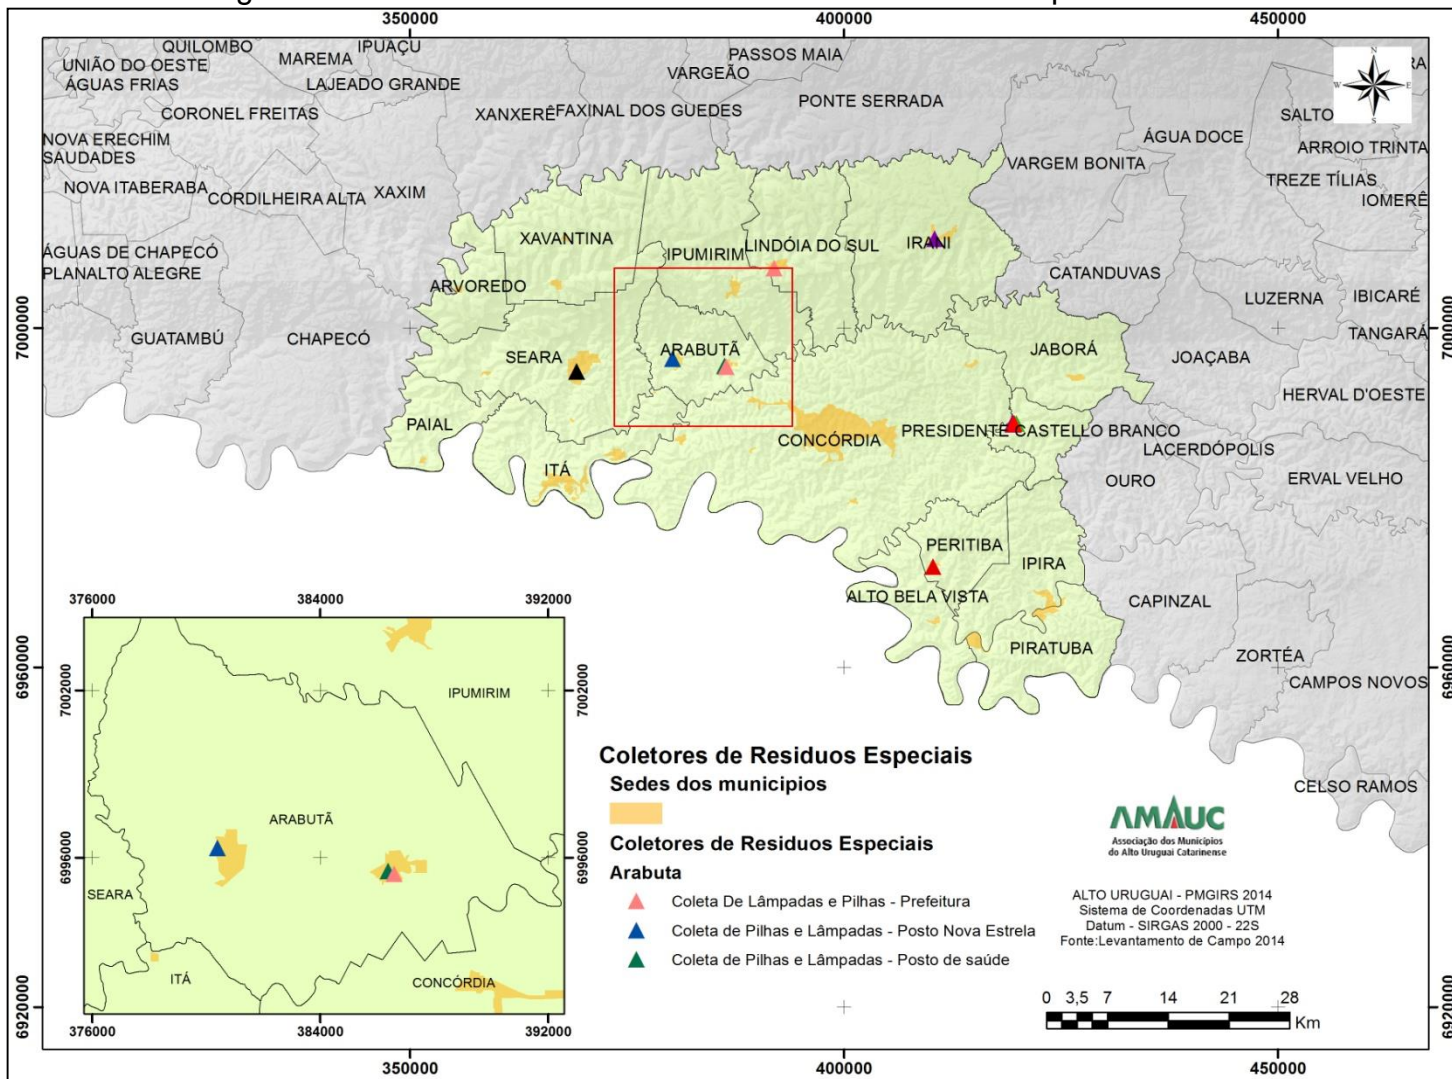 350000
400000
450000
QUILOMBO
IPUAÇU
PASSOS MAIA
UNIÃO DO OESTE
MAREMA
VARGEÃO
ÁGUAS FRIAS
LAJEADO GRANDE
N
W
E
S
CORONEL FREITAS
XANXERÊ
FAXINAL DOS GUEDES
PONTE SERRADA
SALTO
NOVA ERECHIM
ÁGUA DOCE
ARROIO TRINTA
SAUDADES
VARGEM BONITA
NOVA ITABERABA
CORDILHEIRA ALTA
XAXIM
TREZE TÍLIAS
IOMERÊ
XAVANTINA
IPUMIRIM
LINDÓIA DO SUL
IRANI
ÁGUAS DE CHAPECÓ
PLANALTO ALEGRE
ARVOREDO
CATANDUVAS
LUZERNA
IBICARÉ
7000000
7000000
GUATAMBÚ
CHAPECÓ
SEARA
ARABUTÃ
JABORÁ
JOAÇABA
TANGARÁ
HERVAL D'OESTE
PAIAL
CONCÓRDIA
PRESIDENTE CASTELLO BRANCO
LACERDÓPOLIS
ITÁ
OURO
ERVAL VELHO
PERITIBA
IPIRA
ALTO BELA VISTA
CAPINZAL
PIRATUBA
ZORTÉA
CAMPOS NOVOS
6960000
6960000
CELSO RAMOS
376000
384000
392000
7002000
7002000
IPUMIRIM
ARABUTÃ
6996000
6996000
SEARA
ITÁ
CONCÓRDIA
376000
384000
392000
Coletores de Residuos Especiais
Sedes dos municipios
Coletores de Residuos Especiais
Arabuta
Coleta De Lâmpadas e Pilhas - Prefeitura
Coleta de Pilhas e Lâmpadas - Posto Nova Estrela
Coleta de Pilhas e Lâmpadas - Posto de saúde
AMAUC
Associação dos Municípios
do Alto Uruguai Catarinense
ALTO URUGUAI - PMGIRS 2014
Sistema de Coordenadas UTM
Datum - SIRGAS 2000 - 22S
Fonte:Levantamento de Campo 2014
0 3,5 7 14 21 28
Km
6920000
6920000
350000
400000
450000